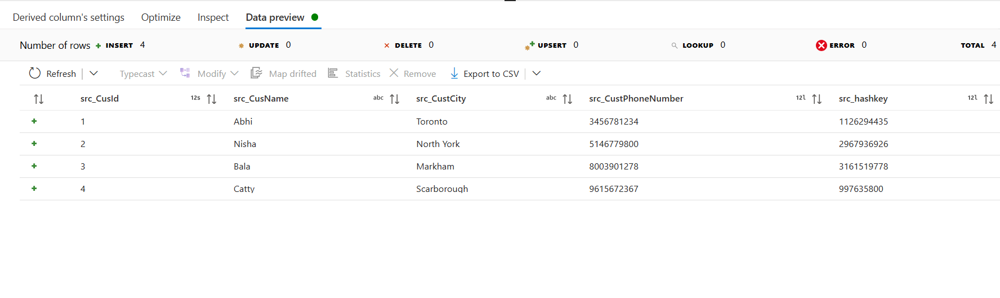 Derived column's settings Optimize Inspect Data preview
Number of rows INSERT 4 UPDATE 0 DELETE 0 UPSERT 0 LOOKUP 0 ERROR 0 TOTAL 4
Refresh Typecast Modify Map drifted Statistics Remove Export to CSV
src_CusId 12s src_CusName abc src_CustCity abc src_CustPhoneNumber 12l src_hashkey 12l
1 Abhi Toronto 3456781234 1126294435
2 Nisha North York 5146779800 2967936926
3 Bala Markham 8003901278 3161519778
4 Catty Scarborough 9615672367 997635800